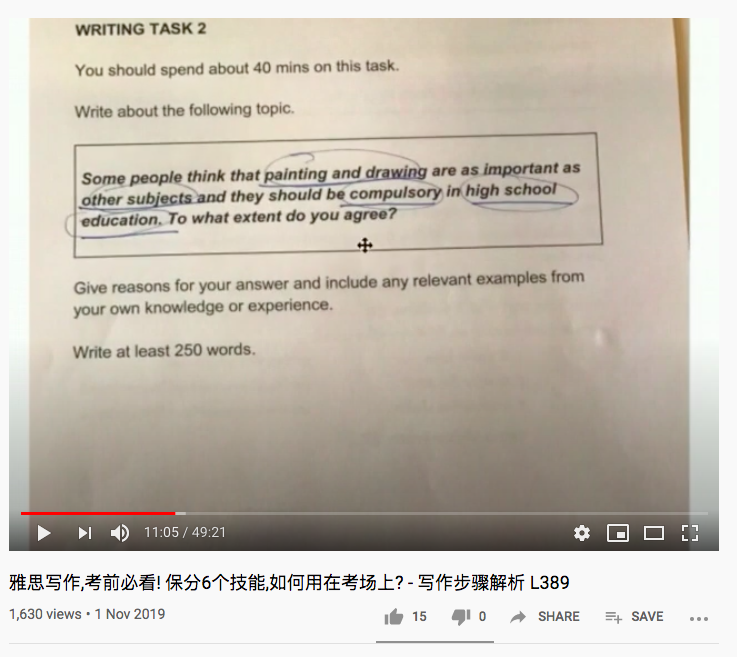 WRITING TASK 2
You should spend about 40 mins on this task.
Write about the following topic.
Some people think that painting and drawing are as important as
other subjects and they should be compulsory in high school
education. To what extent do you agree?
Give reasons for your answer and include any relevant examples from
your own knowledge or experience.
Write at least 250 words.
11:05 / 49:21
雅思写作,考前必看! 保分6个技能,如何用在考场上? - 写作步骤解析 L389
1,630 views • 1 Nov 2019
15
0
SHARE
SAVE